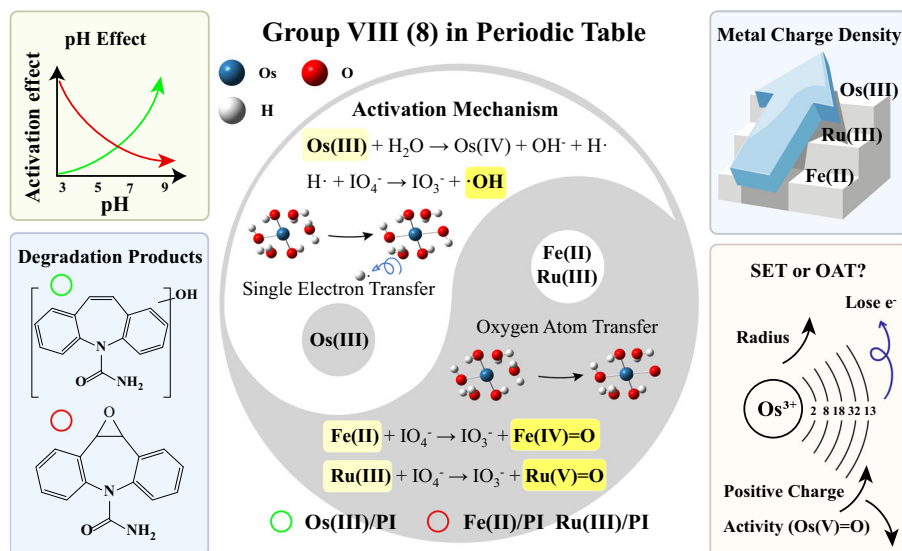 Group VIII (8) in Periodic Table
pH Effect
Activation effect
3 5 7 9
pH
Degradation Products
OH
N
O
NH₂
O
N
O
NH₂
Os O
H
Activation Mechanism
Os(III) + H₂O → Os(IV) + OH⁻ + H·
H· + IO₄⁻ → IO₃⁻ + ·OH
Single Electron Transfer
Os(III)
Fe(II)
Ru(III)
Oxygen Atom Transfer
Fe(II) + IO₄⁻ → IO₃⁻ + Fe(IV)=O
Ru(III) + IO₄⁻ → IO₃⁻ + Ru(V)=O
Os(III)/PI Fe(II)/PI Ru(III)/PI
Metal Charge Density
Os(III)
Ru(III)
Fe(II)
SET or OAT?
Lose e⁻
Radius
Os³⁺
2 8 18 32 13
Positive Charge
Activity (Os(V)=O)